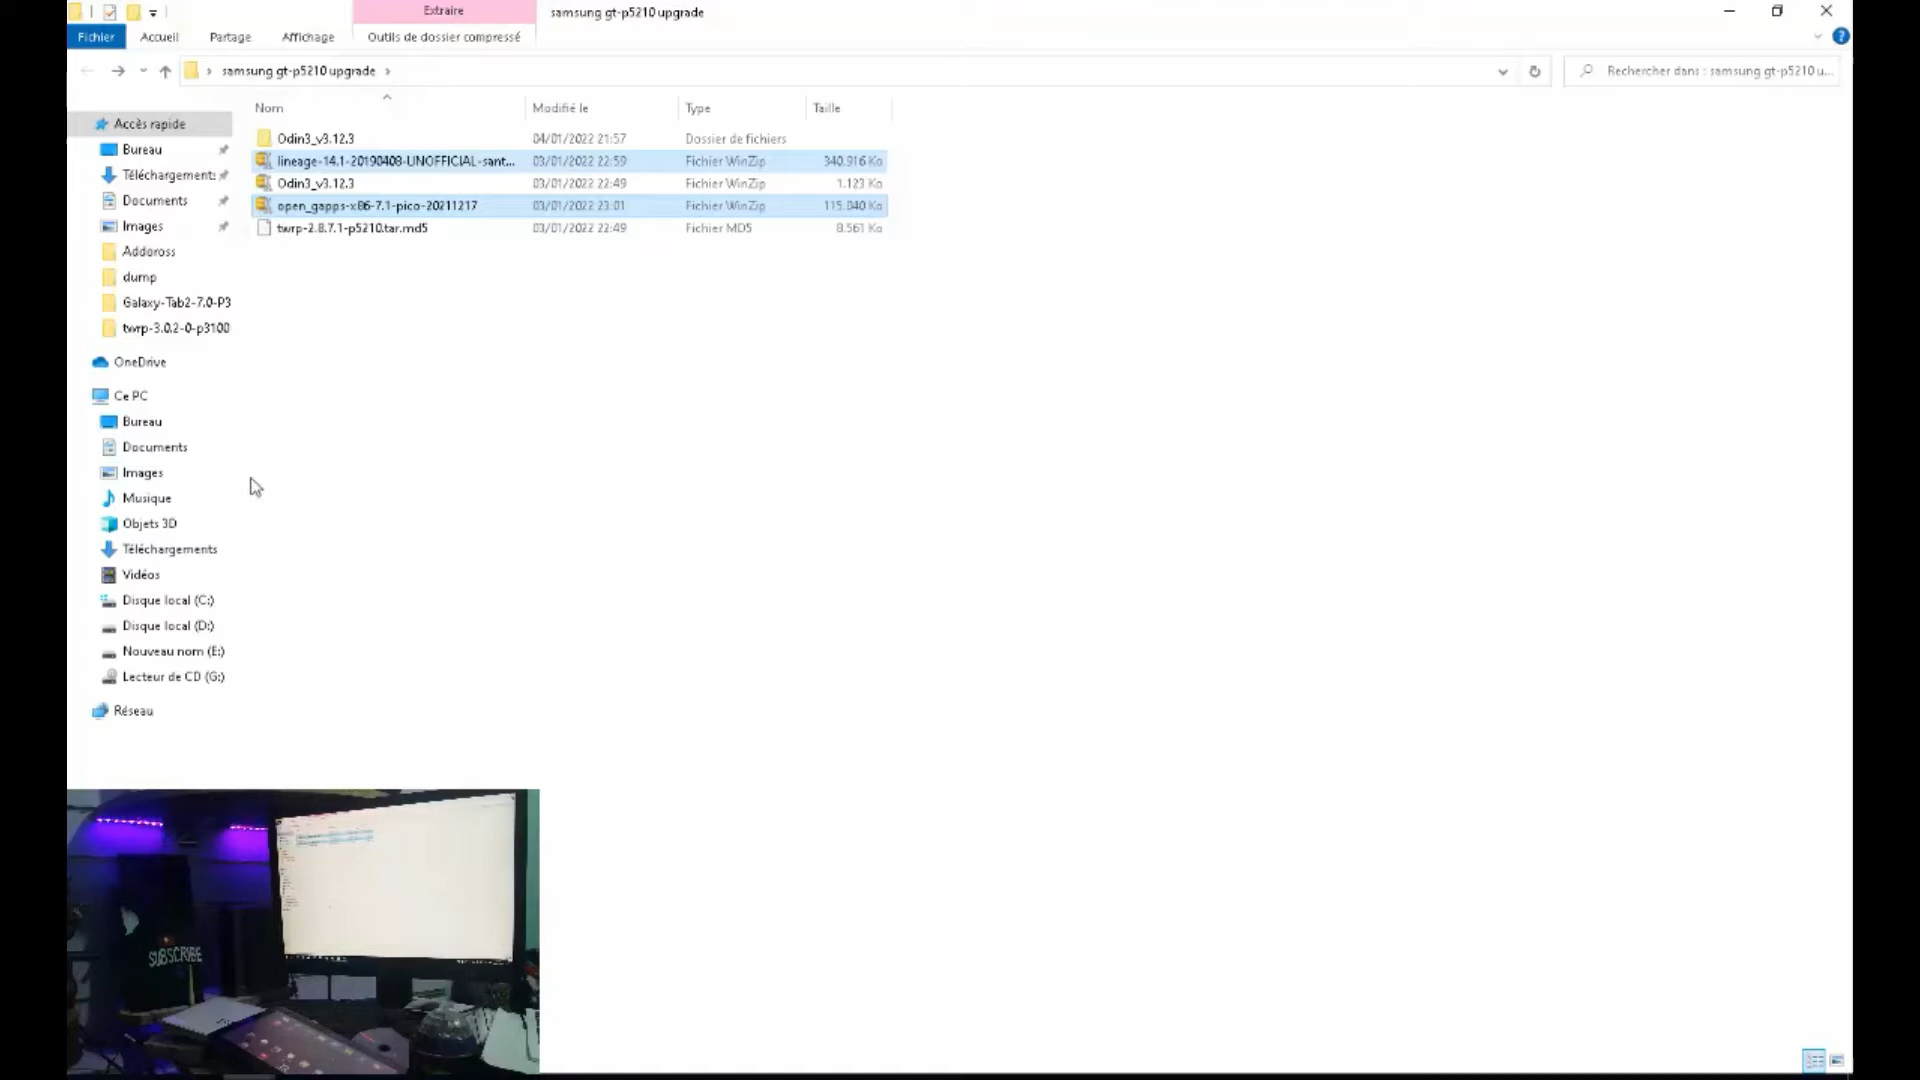 Extraire
samsung gt-p5210 upgrade
Fichier
Accueil
Partage
Affichage
Outils de dossier compressé
samsung gt-p5210 upgrade
Rechercher dans : samsung gt-p5210 u...
Nom
Modifié le
Type
Taille
Odin3_v3.12.3 04/01/2022 21:57 Dossier de fichiers
lineage-14.1-20190408-UNOFFICIAL-sant... 03/01/2022 22:59 Fichier WinZip 340.916 Ko
Odin3_v3.12.3 03/01/2022 22:49 Fichier WinZip 1.123 Ko
open_gapps-x86-7.1-pico-20211217 03/01/2022 23:01 Fichier WinZip 115.040 Ko
twrp-2.8.7.1-p5210.tar.md5 03/01/2022 22:49 Fichier MD5 8.561 Ko
Accès rapide
Bureau
Téléchargement:
Documents
Images
Addoross
dump
Galaxy-Tab2-7.0-P3
twrp-3.0.2-0-p3100
OneDrive
Ce PC
Bureau
Documents
Images
Musique
Objets 3D
Téléchargements
Vidéos
Disque local (C:)
Disque local (D:)
Nouveau nom (E:)
Lecteur de CD (G:)
Réseau
SUBSCRIBE